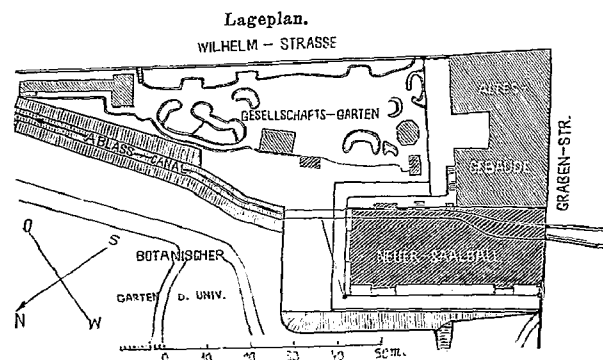 Lageplan.
WILHELM – STRASSE
ALTES-
GESELLSCHAFTS-GARTEN
GEBÄUDE
GRABEN-STR.
ABLASS – CANAL
NEUER-SAALBAU
BOTANISCHER
GARTEN D. UNIV.
O
S
N
W
0 10 20 30 40 50 m.